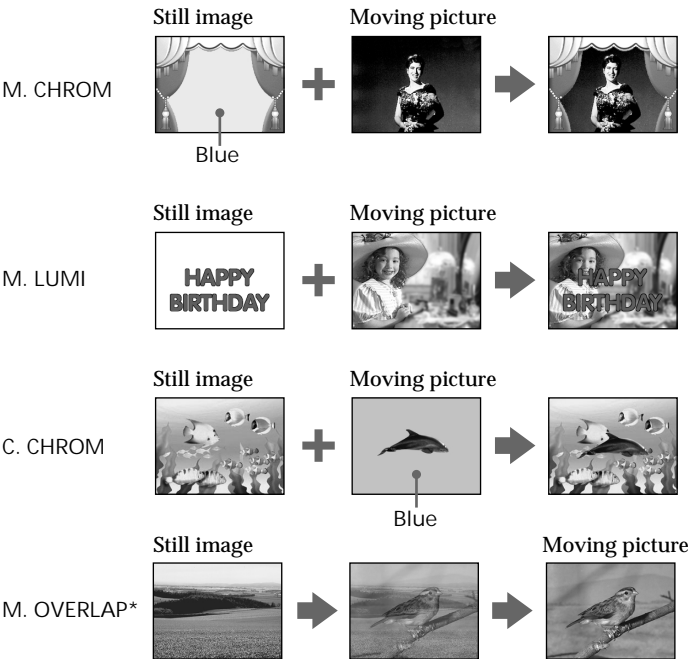 Still image Moving picture
M. CHROM
Blue
Still image Moving picture
M. LUMI
HAPPY
BIRTHDAY
HAPPY
BIRTHDAY
Still image Moving picture
C. CHROM
Blue
Still image Moving picture
M. OVERLAP*